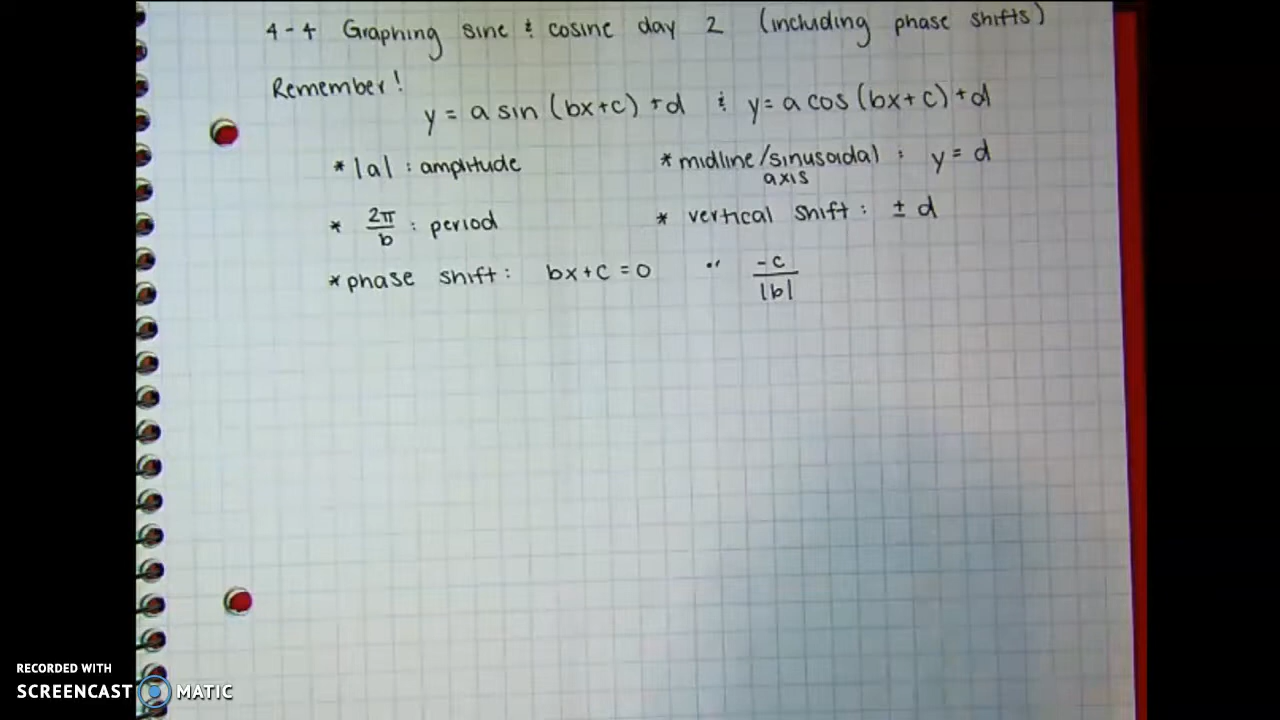 4-4 Graphing sine & cosine day 2 (including phase shifts)
Remember!
y = a sin (bx+c) + d & y = a cos (bx+c) + d
* |a| : amplitude
* midline/sinusoidal axis : y = d
* 2π/b : period
* vertical shift : ± d
* phase shift : bx + c = 0 or -c/|b|
RECORDED WITH
SCREENCAST MATIC